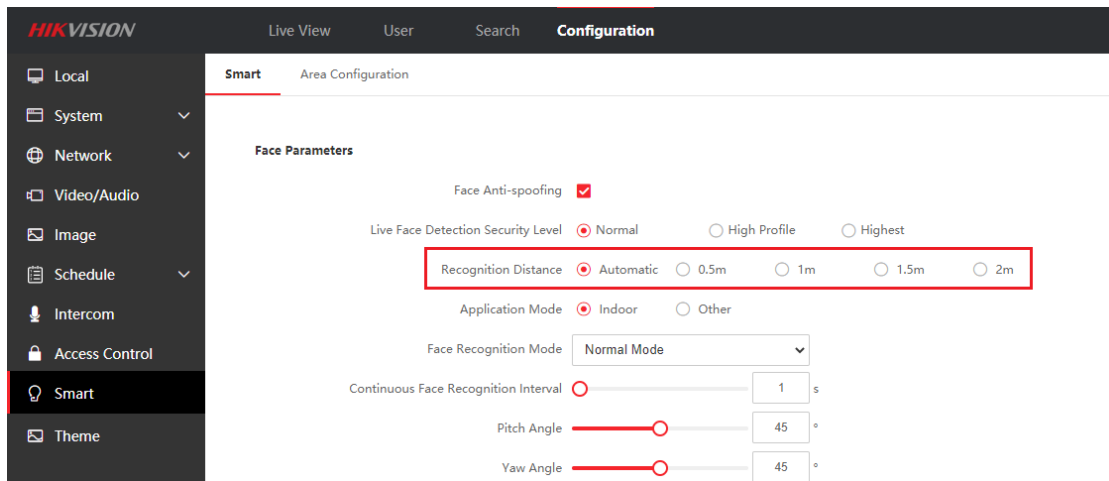 HIKVISION Live View User Search Configuration
Local
System
Network
Video/Audio
Image
Schedule
Intercom
Access Control
Smart
Theme
Smart Area Configuration
Face Parameters
Face Anti-spoofing
Live Face Detection Security Level Normal High Profile Highest
Recognition Distance Automatic 0.5m 1m 1.5m 2m
Application Mode Indoor Other
Face Recognition Mode Normal Mode
Continuous Face Recognition Interval 1 s
Pitch Angle 45 °
Yaw Angle 45 °